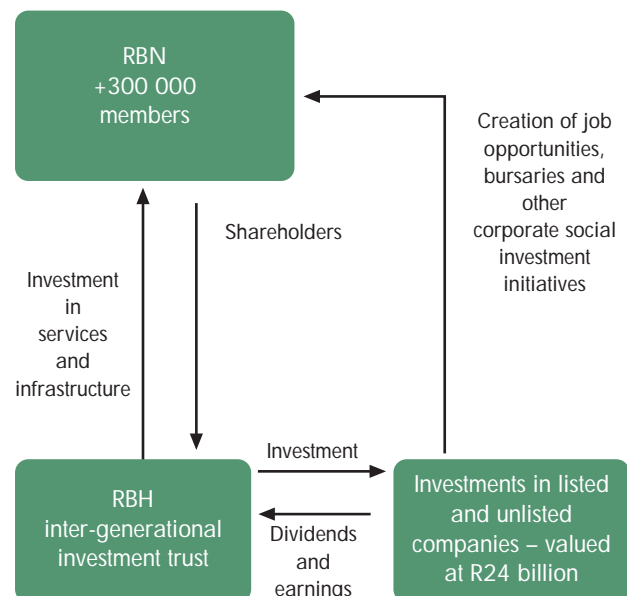 RBN
+300 000
members
Creation of job
opportunities,
bursaries and
other
corporate social
investment
initiatives
Shareholders
Investment
in
services
and
infrastructure
Investment
RBH
inter-generational
investment trust
Dividends
and
earnings
Investments in listed
and unlisted
companies – valued
at R24 billion